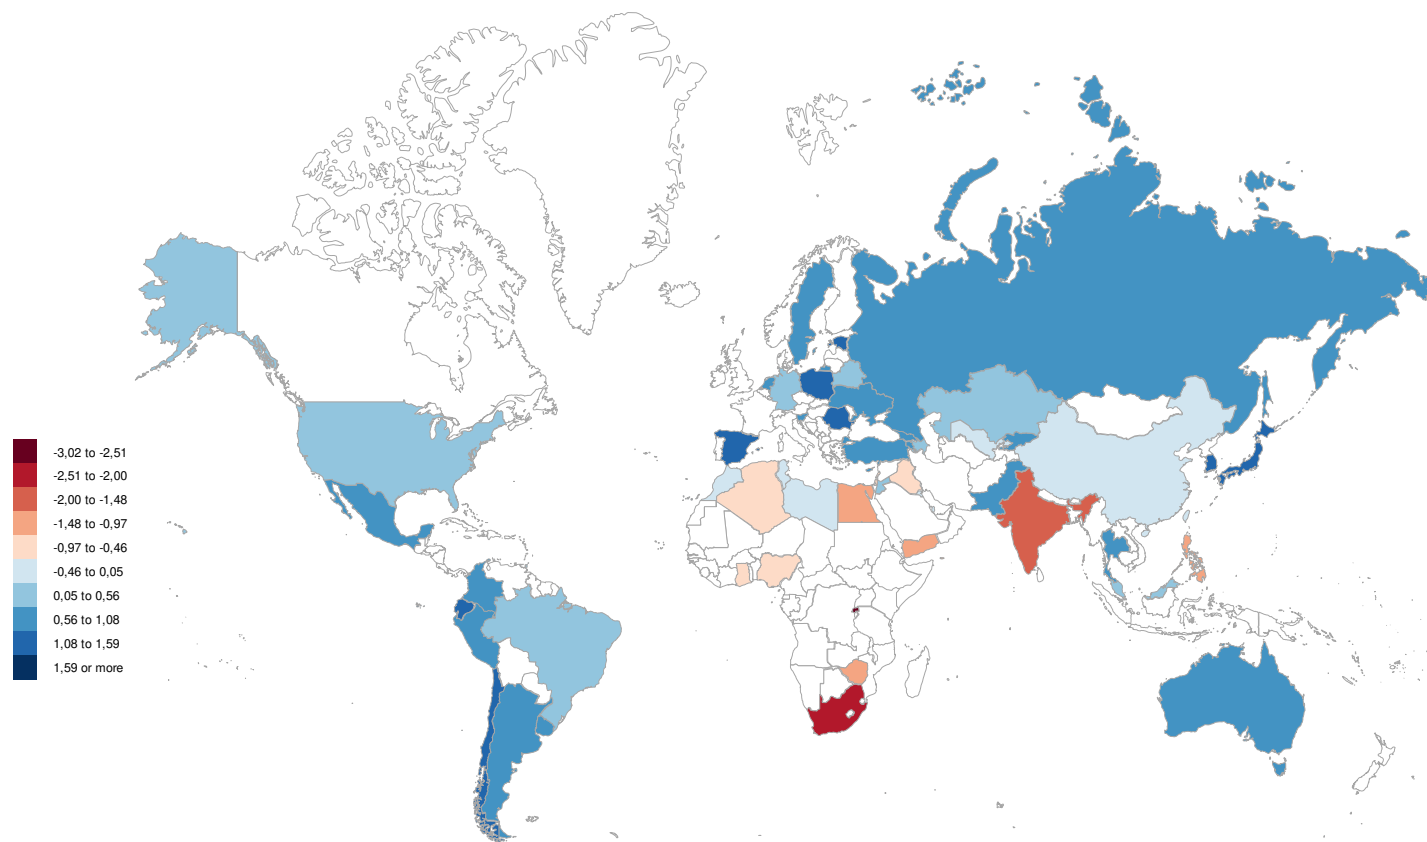 -3,02 to -2,51
-2,51 to -2,00
-2,00 to -1,48
-1,48 to -0,97
-0,97 to -0,46
-0,46 to 0,05
0,05 to 0,56
0,56 to 1,08
1,08 to 1,59
1,59 or more